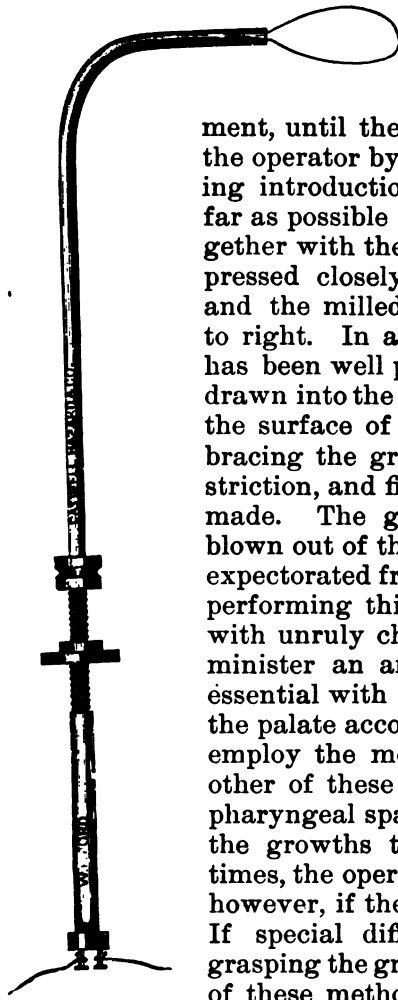 ment, until the
the operator by
ing introductio
far as possible
gether with the
pressed closely
and the milled
to right. In a
has been well p
drawn into the
the surface of
bracing the gr
striction, and fi
made. The g
blown out of th
expectorated fr
performing thi
with unruly ch
minister an an
essential with
the palate acco
employ the me
other of these
pharyngeal spa
the growths t
times, the oper
however, if the
If special diff
grasping the gr
of these metho